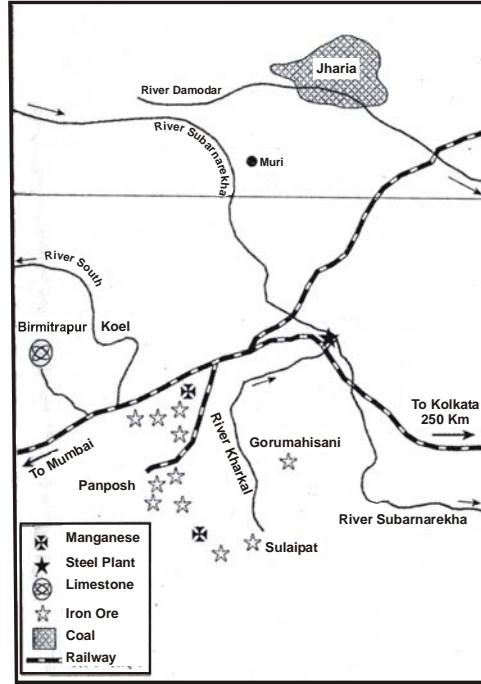 Jharia
River Damodar
River Subarnarekha
Muri
River South
Birmitrapur
Koel
To Kolkata
250 Km
To Mumbai
River Kharkal
Gorumahisani
Panposh
River Subarnarekha
Sulaipat
Manganese
Steel Plant
Limestone
Iron Ore
Coal
Railway